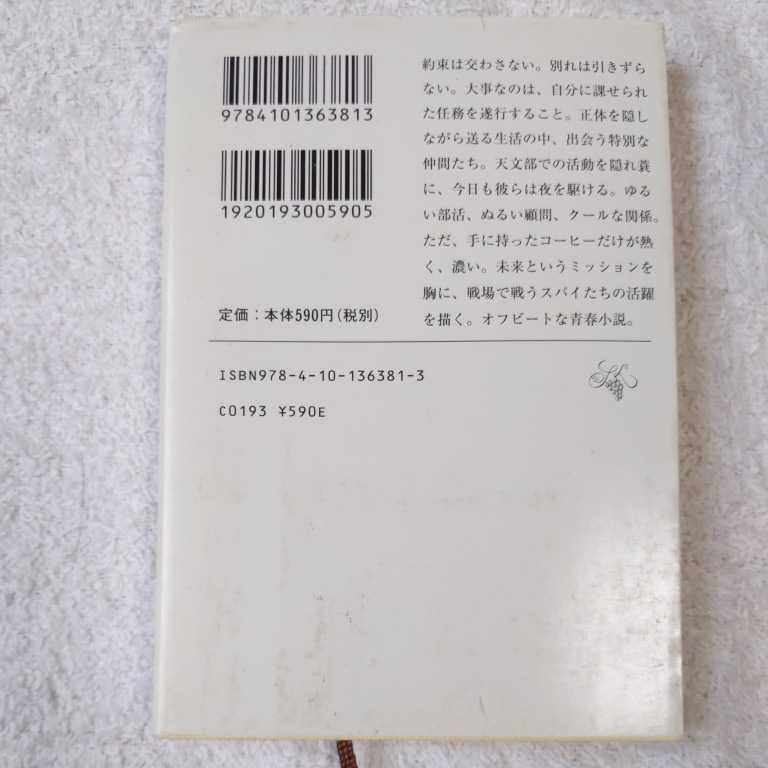 9784101363813
1920193005905
定価：本体590円(税別)
ISBN978-4-10-136381-3
C0193 ¥590E
約束は交わさない。別れは引きずら
ない。大事なのは、自分に課せられ
た任務を遂行すること。正体を隠し
ながら送る生活の中、出会う特別な
仲間たち。天文部での活動を隠れ蓑
に、今日も彼らは夜を駆ける。ゆる
い部活、ぬるい顧問、クールな関係。
ただ、手に持ったコーヒーだけが熱
く、濃い。未来というミッションを
胸に、戦場で戦うスパイたちの活躍
を描く。オフビートな青春小説。